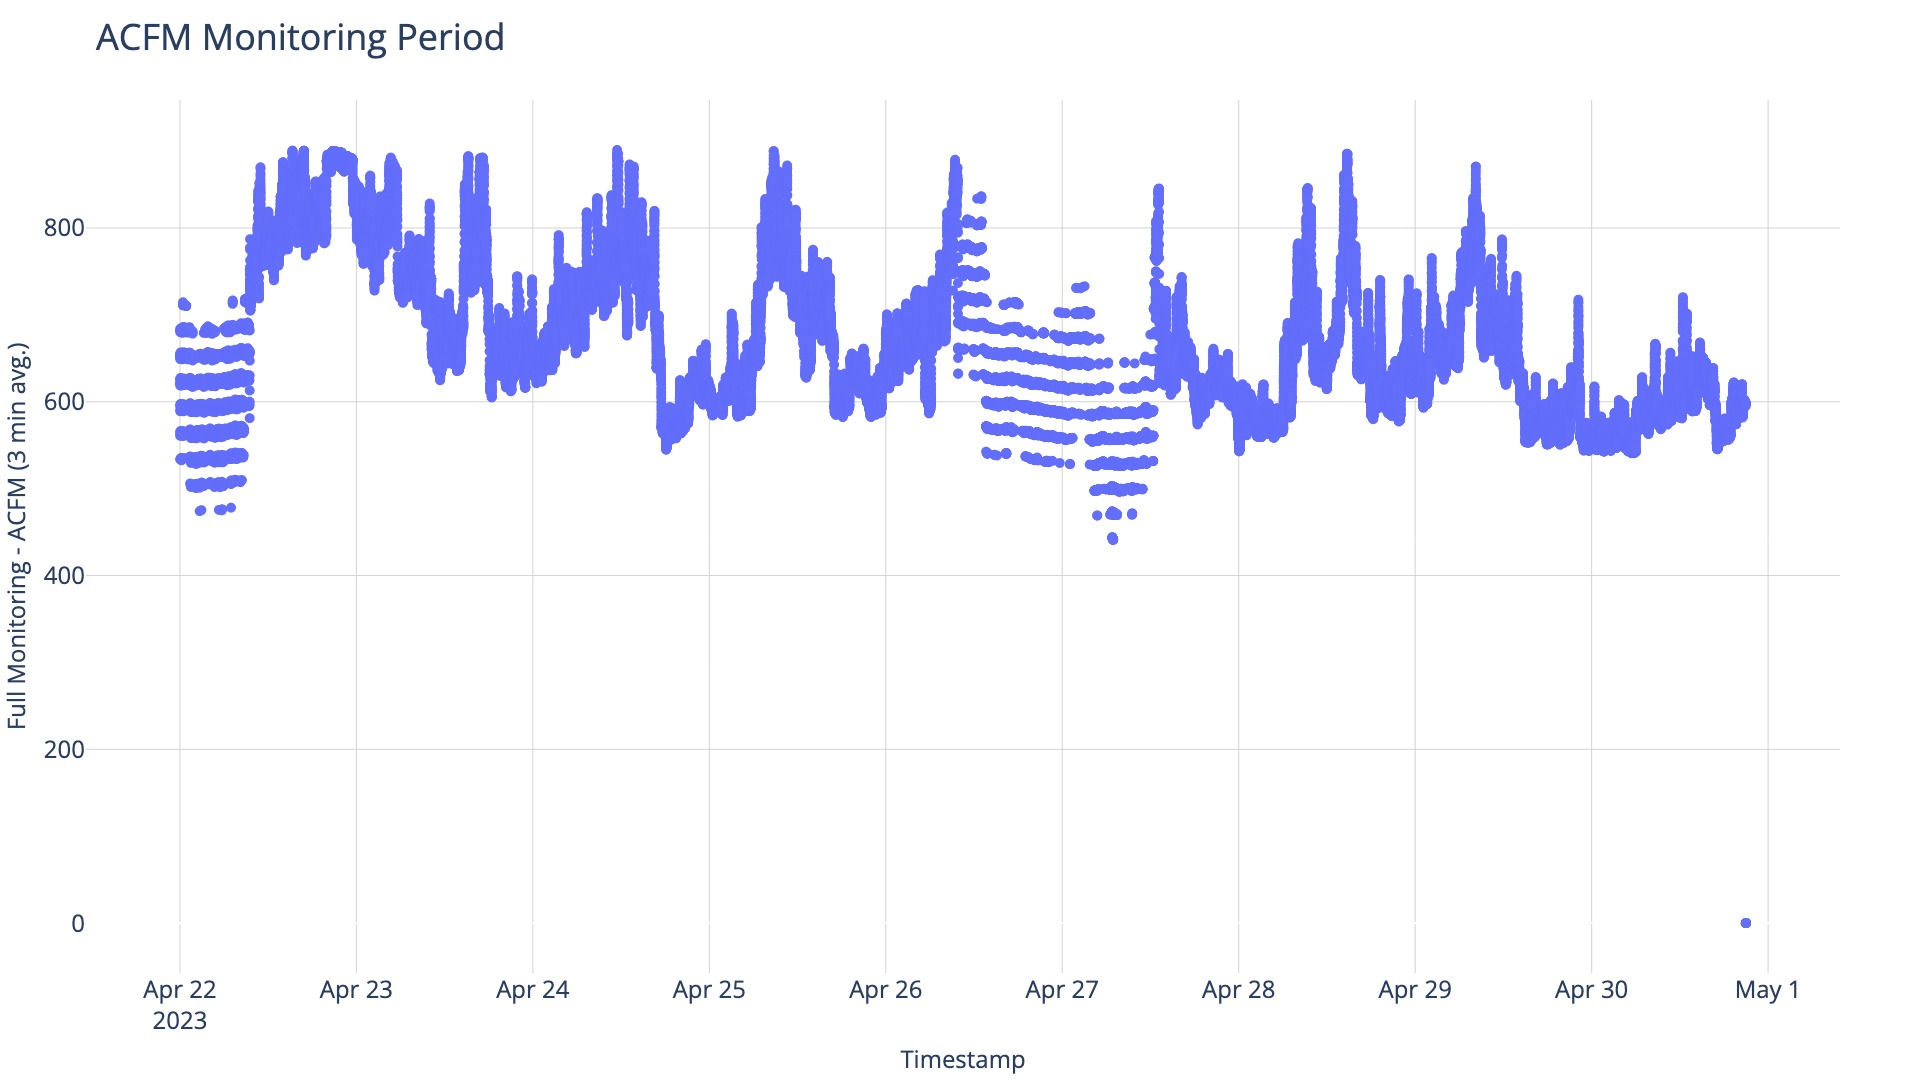 ACFM Monitoring Period
Full Monitoring - ACFM (3 min avg.)
800
600
400
200
0
Apr 22
2023
Apr 23
Apr 24
Apr 25
Apr 26
Apr 27
Apr 28
Apr 29
Apr 30
May 1
Timestamp